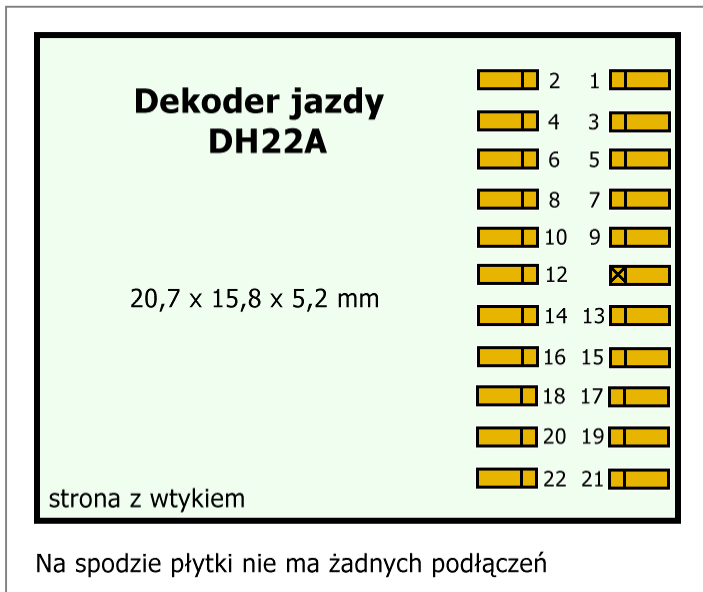 Dekoder jazdy
DH22A
2 1
4 3
6 5
8 7
10 9
12
20,7 x 15,8 x 5,2 mm
14 13
16 15
18 17
20 19
22 21
strona z wtykiem
Na spodzie płytki nie ma żadnych podłączeń